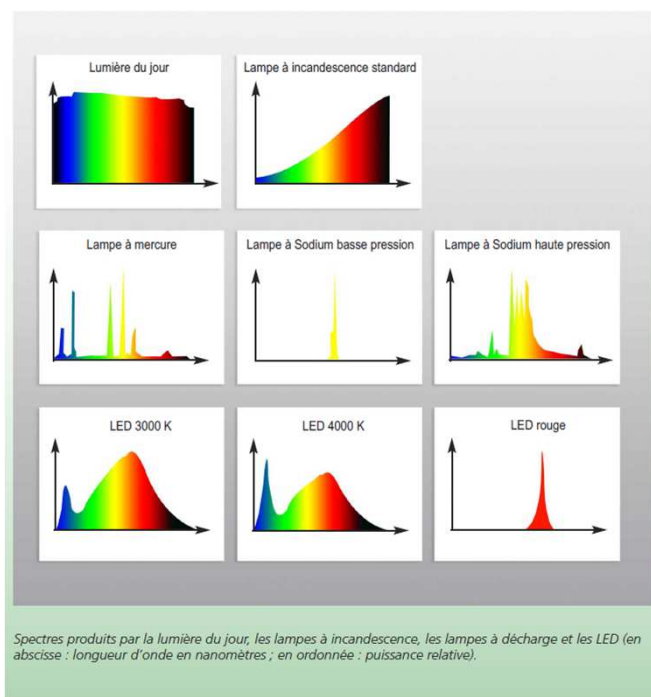 Lumière du jour
Lampe à incandescence standard
Lampe à mercure
Lampe à Sodium basse pression
Lampe à Sodium haute pression
LED 3000 K
LED 4000 K
LED rouge
Spectres produits par la lumière du jour, les lampes à incandescence, les lampes à décharge et les LED (en
abscisse : longueur d'onde en nanomètres ; en ordonnée : puissance relative).